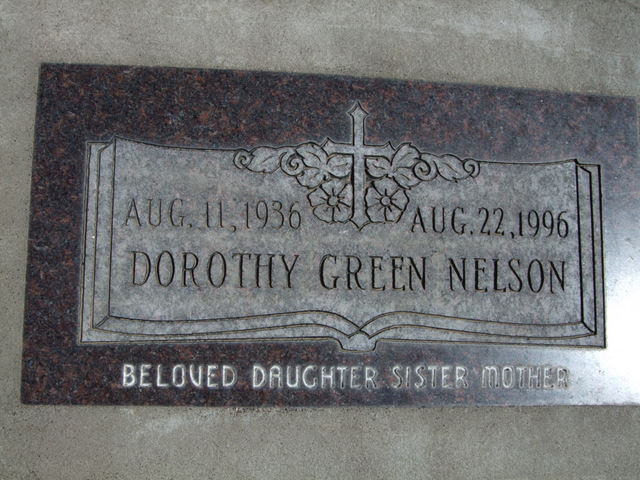 AUG. 11, 1936 AUG. 22, 1996
DOROTHY GREEN NELSON
BELOVED DAUGHTER SISTER MOTHER